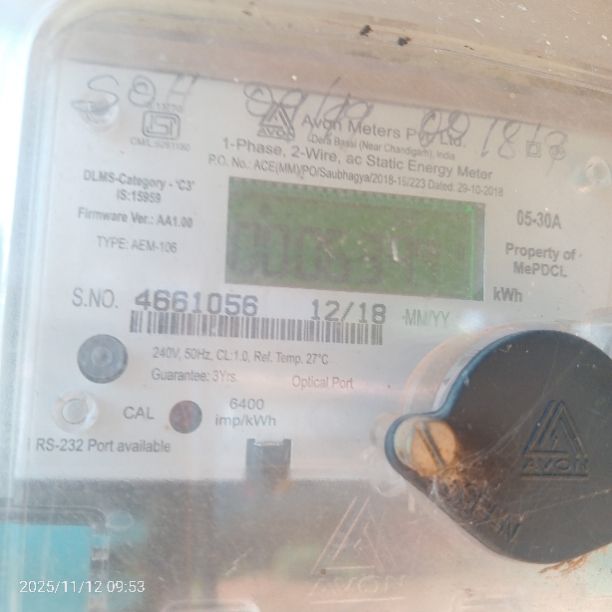 AVON
Avon Meters Pvt. Ltd.
Dera Bassi (Near Chandigarh), India
1-Phase, 2-Wire, ac Static Energy Meter
P.O. No.: ACE(MM)/PO/Saubhagya/2018-19/223 Dated: 29-10-2018
DLMS-Category - 'C3'
IS:15959
Firmware Ver.: AA1.00
TYPE: AEM-106
05-30A
Property of
MePDCL
kWh
S.NO. 4661056 12/18 -MM/YY
240V, 50Hz, CL:1.0, Ref. Temp. 27°C
Guarantee: 3Yrs.
Optical Port
CAL
6400
imp/kWh
RS-232 Port available
AVON
AVON
2025/11/12 09:53